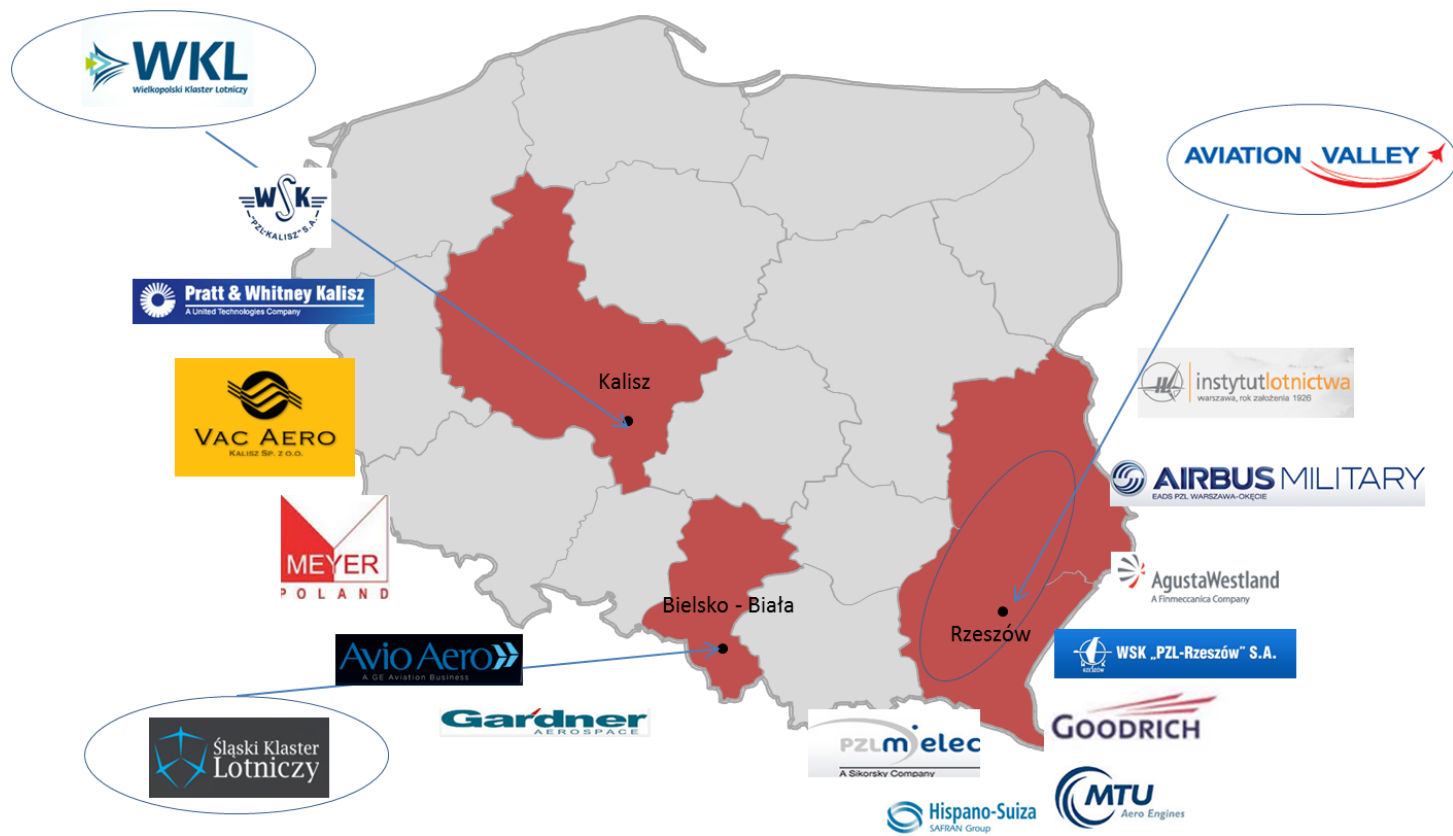 WKL
Wielkopolski Klaster Lotniczy
WSK
"PZL-KALISZ" S.A.
Pratt & Whitney Kalisz
A United Technologies Company
VAC AERO
KALISZ SP. Z O.O.
MEYER
POLAND
Kalisz
AVIATION VALLEY
instytutlotnictwa
warszawa, rok założenia 1926
AIRBUS MILITARY
EADS PZL WARSZAWA-OKĘCIE
AgustaWestland
A Finmeccanica Company
Bielsko - Biała
Rzeszów
RZESZÓW
WSK „PZL-Rzeszów" S.A.
Avio Aero
A GE Aviation Business
Śląski Klaster
Lotniczy
Gardner
AEROSPACE
PZL mielec
A Sikorsky Company
GOODRICH
Hispano-Suiza
SAFRAN Group
MTU
Aero Engines